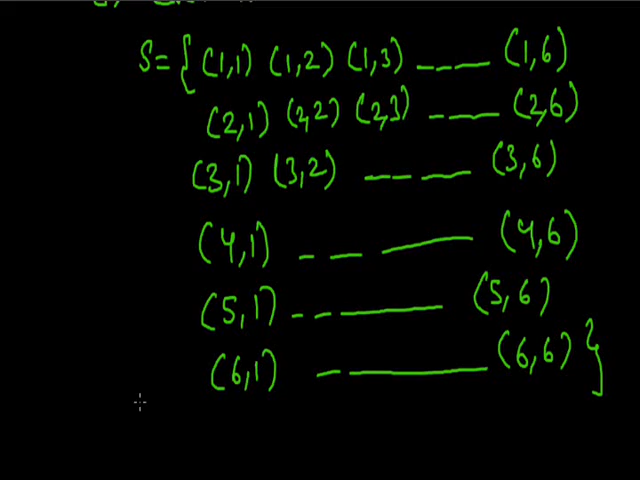 S={(1,1) (1,2) (1,3) ---- (1,6)
(2,1) (2,2) (2,3) ---- (2,6)
(3,1) (3,2) ---- (3,6)
(4,1) ---- (4,6)
(5,1) ---- (5,6)
(6,1) ---- (6,6)}